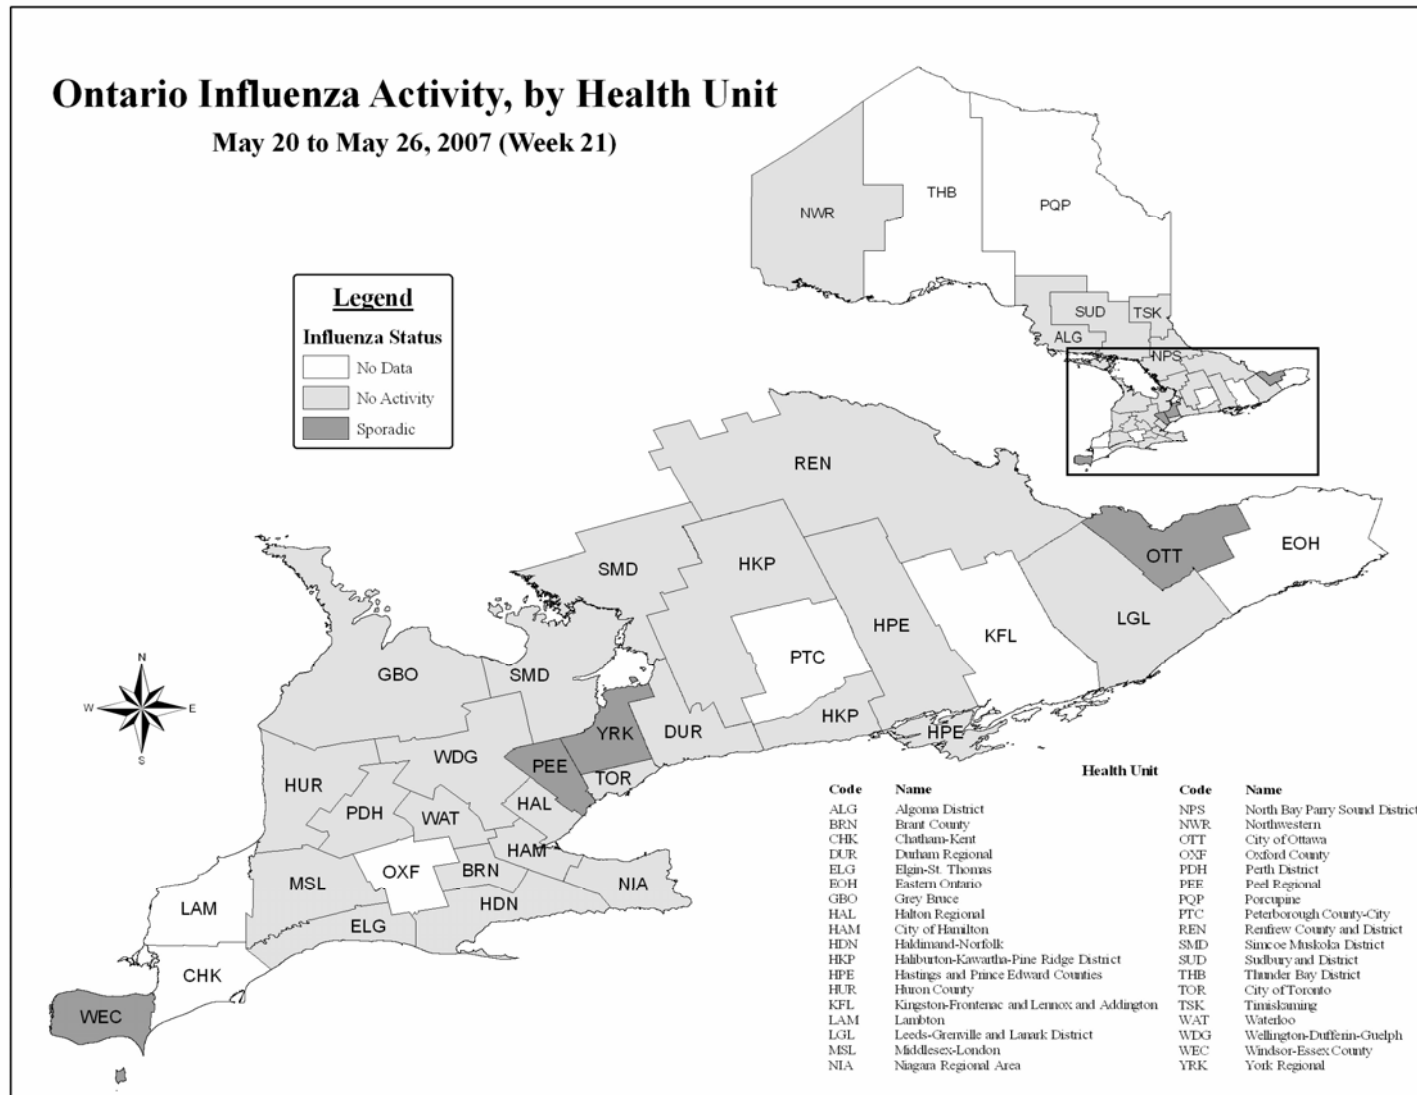 Ontario Influenza Activity, by Health Unit
May 20 to May 26, 2007 (Week 21)
Legend
Influenza Status
No Data
No Activity
Sporadic
NWR
THB
PQP
SUD
TSK
ALG
NPS
REN
SMD
HKP
OTT
EOH
HPE
KFL
LGL
PTC
GBO
SMD
HKP
HPE
YRK
DUR
N
W
E
S
WDG
PEE
TOR
HUR
PDH
WAT
HAL
HAM
MSL
OXF
BRN
NIA
LAM
HDN
ELG
CHK
WEC
Health Unit
Code Name Code Name
ALG Algoma District NPS North Bay Parry Sound District
BRN Brant County NWR Northwestern
CHK Chatham-Kent OTT City of Ottawa
DUR Durham Regional OXF Oxford County
ELG Elgin-St. Thomas PDH Perth District
EOH Eastern Ontario PEE Peel Regional
GBO Grey Bruce PQP Porcupine
HAL Halton Regional PTC Peterborough County-City
HAM City of Hamilton REN Renfrew County and District
HDN Haldimand-Norfolk SMD Simcoe Muskoka District
HKP Haliburton-Kawartha-Pine Ridge District SUD Sudbury and District
HPE Hastings and Prince Edward Counties THB Thunder Bay District
HUR Huron County TOR City of Toronto
KFL Kingston-Frontenac and Lennox and Addington TSK Timiskaming
LAM Lambton WAT Waterloo
LGL Leeds-Grenville and Lanark District WDG Wellington-Dufferin-Guelph
MSL Middlesex-London WEC Windsor-Essex County
NIA Niagara Regional Area YRK York Regional